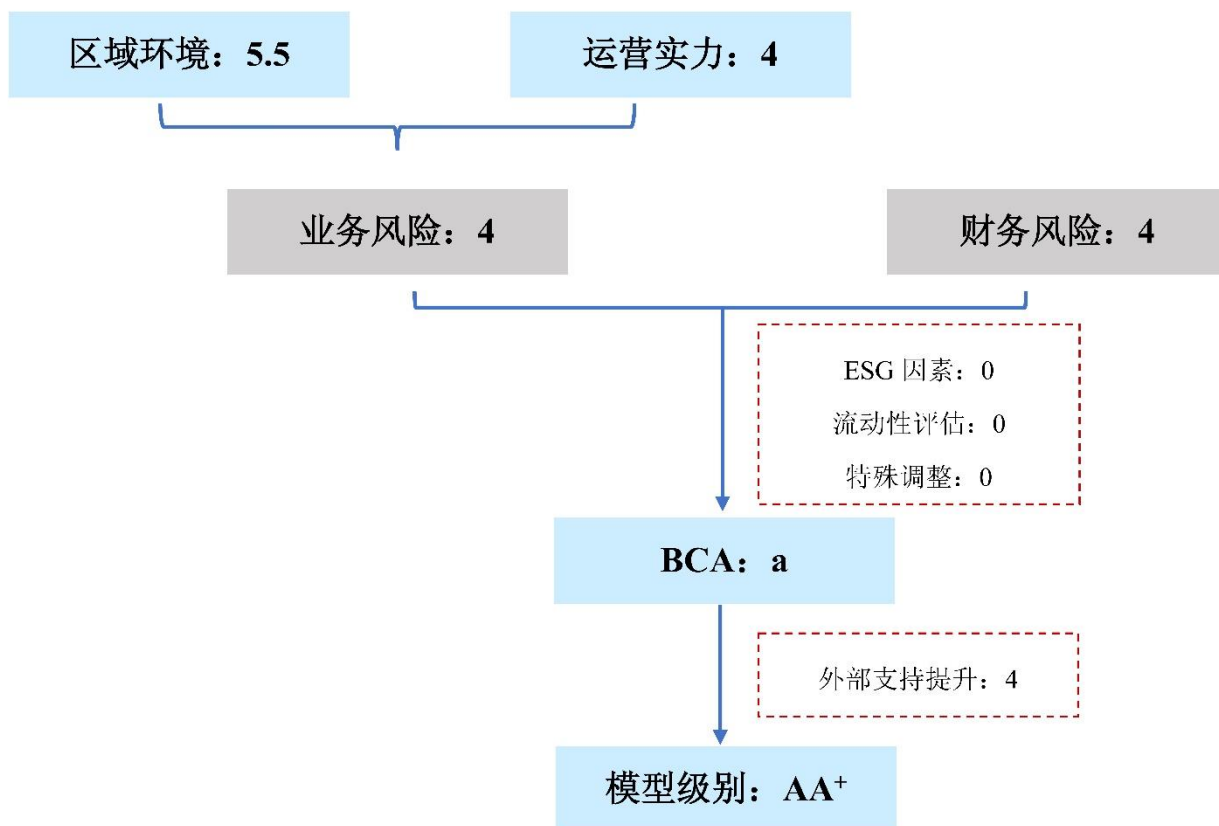 区域环境：5.5
运营实力：4
业务风险：4
财务风险：4
ESG 因素：0
流动性评估：0
特殊调整：0
BCA：a
外部支持提升：4
模型级别：AA⁺